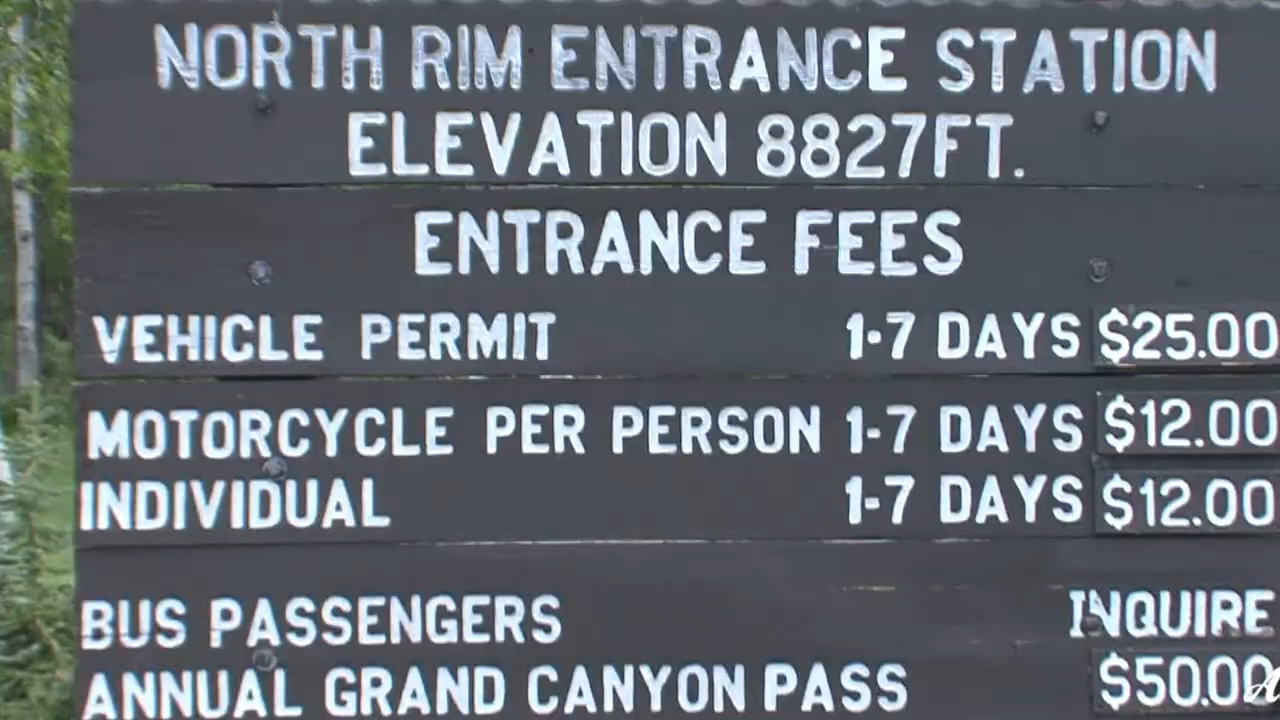 NORTH RIM ENTRANCE STATION
ELEVATION 8827FT.
ENTRANCE FEES
VEHICLE PERMIT 1-7 DAYS $25.00
MOTORCYCLE PER PERSON 1-7 DAYS $12.00
INDIVIDUAL 1-7 DAYS $12.00
BUS PASSENGERS INQUIRE
ANNUAL GRAND CANYON PASS $50.00